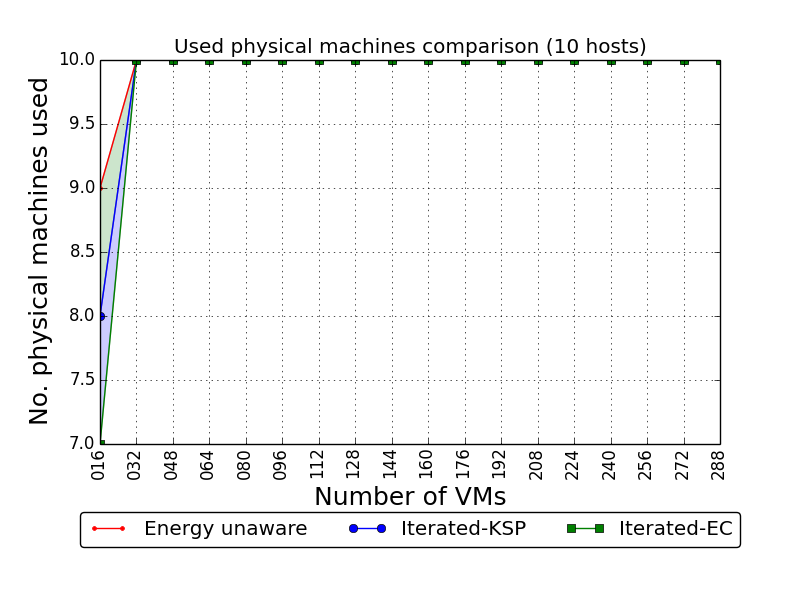 Used physical machines comparison (10 hosts)
10.0
9.5
9.0
8.5
8.0
7.5
7.0
No. physical machines used
016 032 048 064 080 096 112 128 144 160 176 192 208 224 240 256 272 288
Number of VMs
Energy unaware Iterated-KSP Iterated-EC